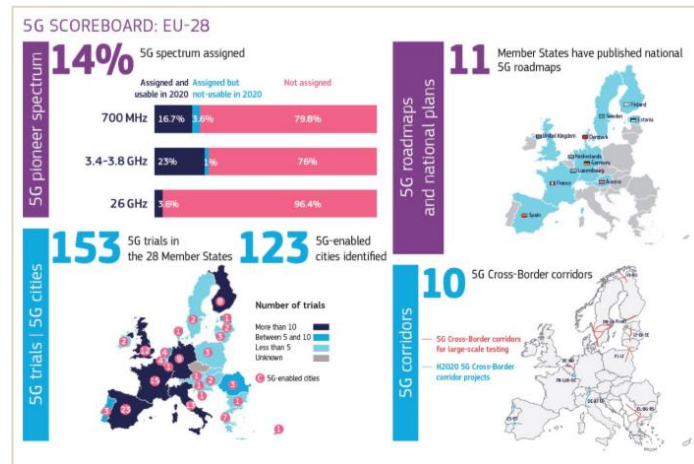 5G SCOREBOARD: EU-28
5G pioneer spectrum
14%
5G spectrum assigned
Assigned and
usable in 2020
Assigned but
not-usable in 2020
Not assigned
700 MHz
16.7%
3.6%
79.8%
3.4-3.8 GHz
23%
1%
76%
26 GHz
3.6%
96.4%
5G roadmaps
and national plans
11
Member States have published national
5G roadmaps
Finland
Sweden
Estonia
United Kingdom
Denmark
Netherlands
Germany
Luxembourg
France
Austria
Spain
5G trials | 5G cities
153
5G trials in
the 28 Member States
123
5G-enabled
cities identified
Number of trials
More than 10
Between 5 and 10
Less than 5
Unknown
5G-enabled cities
5G corridors
10
5G Cross-Border corridors
5G Cross-Border corridors
for large-scale testing
H2020 5G Cross-Border
corridor projects